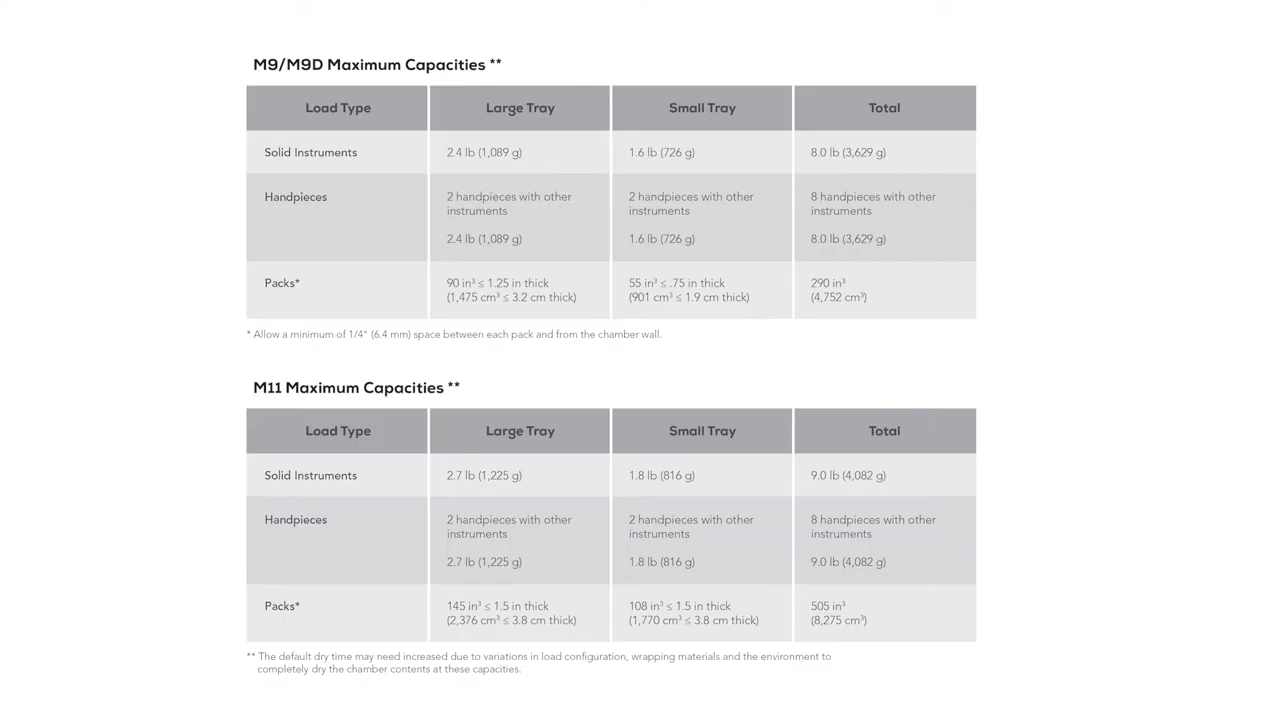 M9/M9D Maximum Capacities **
Load Type Large Tray Small Tray Total
Solid Instruments 2.4 lb (1,089 g) 1.6 lb (726 g) 8.0 lb (3,629 g)
Handpieces 2 handpieces with other 2 handpieces with other 8 handpieces with other
instruments instruments instruments
2.4 lb (1,089 g) 1.6 lb (726 g) 8.0 lb (3,629 g)
Packs* 90 in³ ≤ 1.25 in thick 55 in³ ≤ .75 in thick 290 in³
(1,475 cm³ ≤ 3.2 cm thick) (901 cm³ ≤ 1.9 cm thick) (4,752 cm³)
* Allow a minimum of 1/4" (6.4 mm) space between each pack and from the chamber wall.
M11 Maximum Capacities **
Load Type Large Tray Small Tray Total
Solid Instruments 2.7 lb (1,225 g) 1.8 lb (816 g) 9.0 lb (4,082 g)
Handpieces 2 handpieces with other 2 handpieces with other 8 handpieces with other
instruments instruments instruments
2.7 lb (1,225 g) 1.8 lb (816 g) 9.0 lb (4,082 g)
Packs* 145 in³ ≤ 1.5 in thick 108 in³ ≤ 1.5 in thick 505 in³
(2,376 cm³ ≤ 3.8 cm thick) (1,770 cm³ ≤ 3.8 cm thick) (8,275 cm³)
** The default dry time may need increased due to variations in load configuration, wrapping materials and the environment to
completely dry the chamber contents at these capacities.